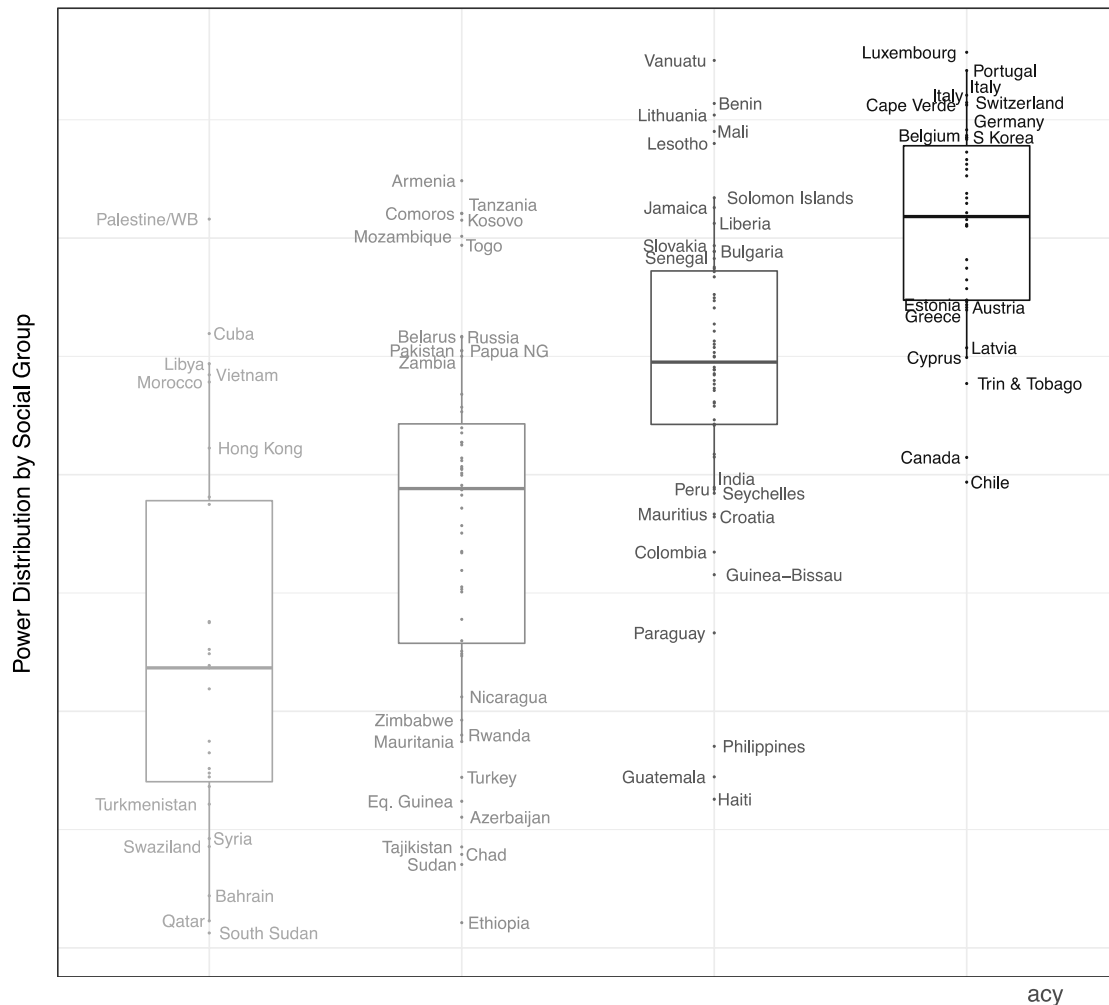 Power Distribution by Social Group
Palestine/WB
Cuba
Libya
Vietnam
Morocco
Hong Kong
Turkmenistan
Syria
Swaziland
Bahrain
Qatar
South Sudan
Armenia
Tanzania
Comoros
Kosovo
Mozambique
Togo
Belarus
Russia
Pakistan
Papua NG
Zambia
Nicaragua
Zimbabwe
Rwanda
Mauritania
Turkey
Eq. Guinea
Azerbaijan
Tajikistan
Chad
Sudan
Ethiopia
Vanuatu
Benin
Lithuania
Mali
Lesotho
Solomon Islands
Jamaica
Liberia
Slovakia
Bulgaria
Senegal
India
Peru
Seychelles
Mauritius
Croatia
Colombia
Guinea–Bissau
Paraguay
Philippines
Guatemala
Haiti
Luxembourg
Portugal
Italy
Italy
Cape Verde
Switzerland
Germany
Belgium
S Korea
Estonia
Austria
Greece
Latvia
Cyprus
Trin & Tobago
Canada
Chile
acy